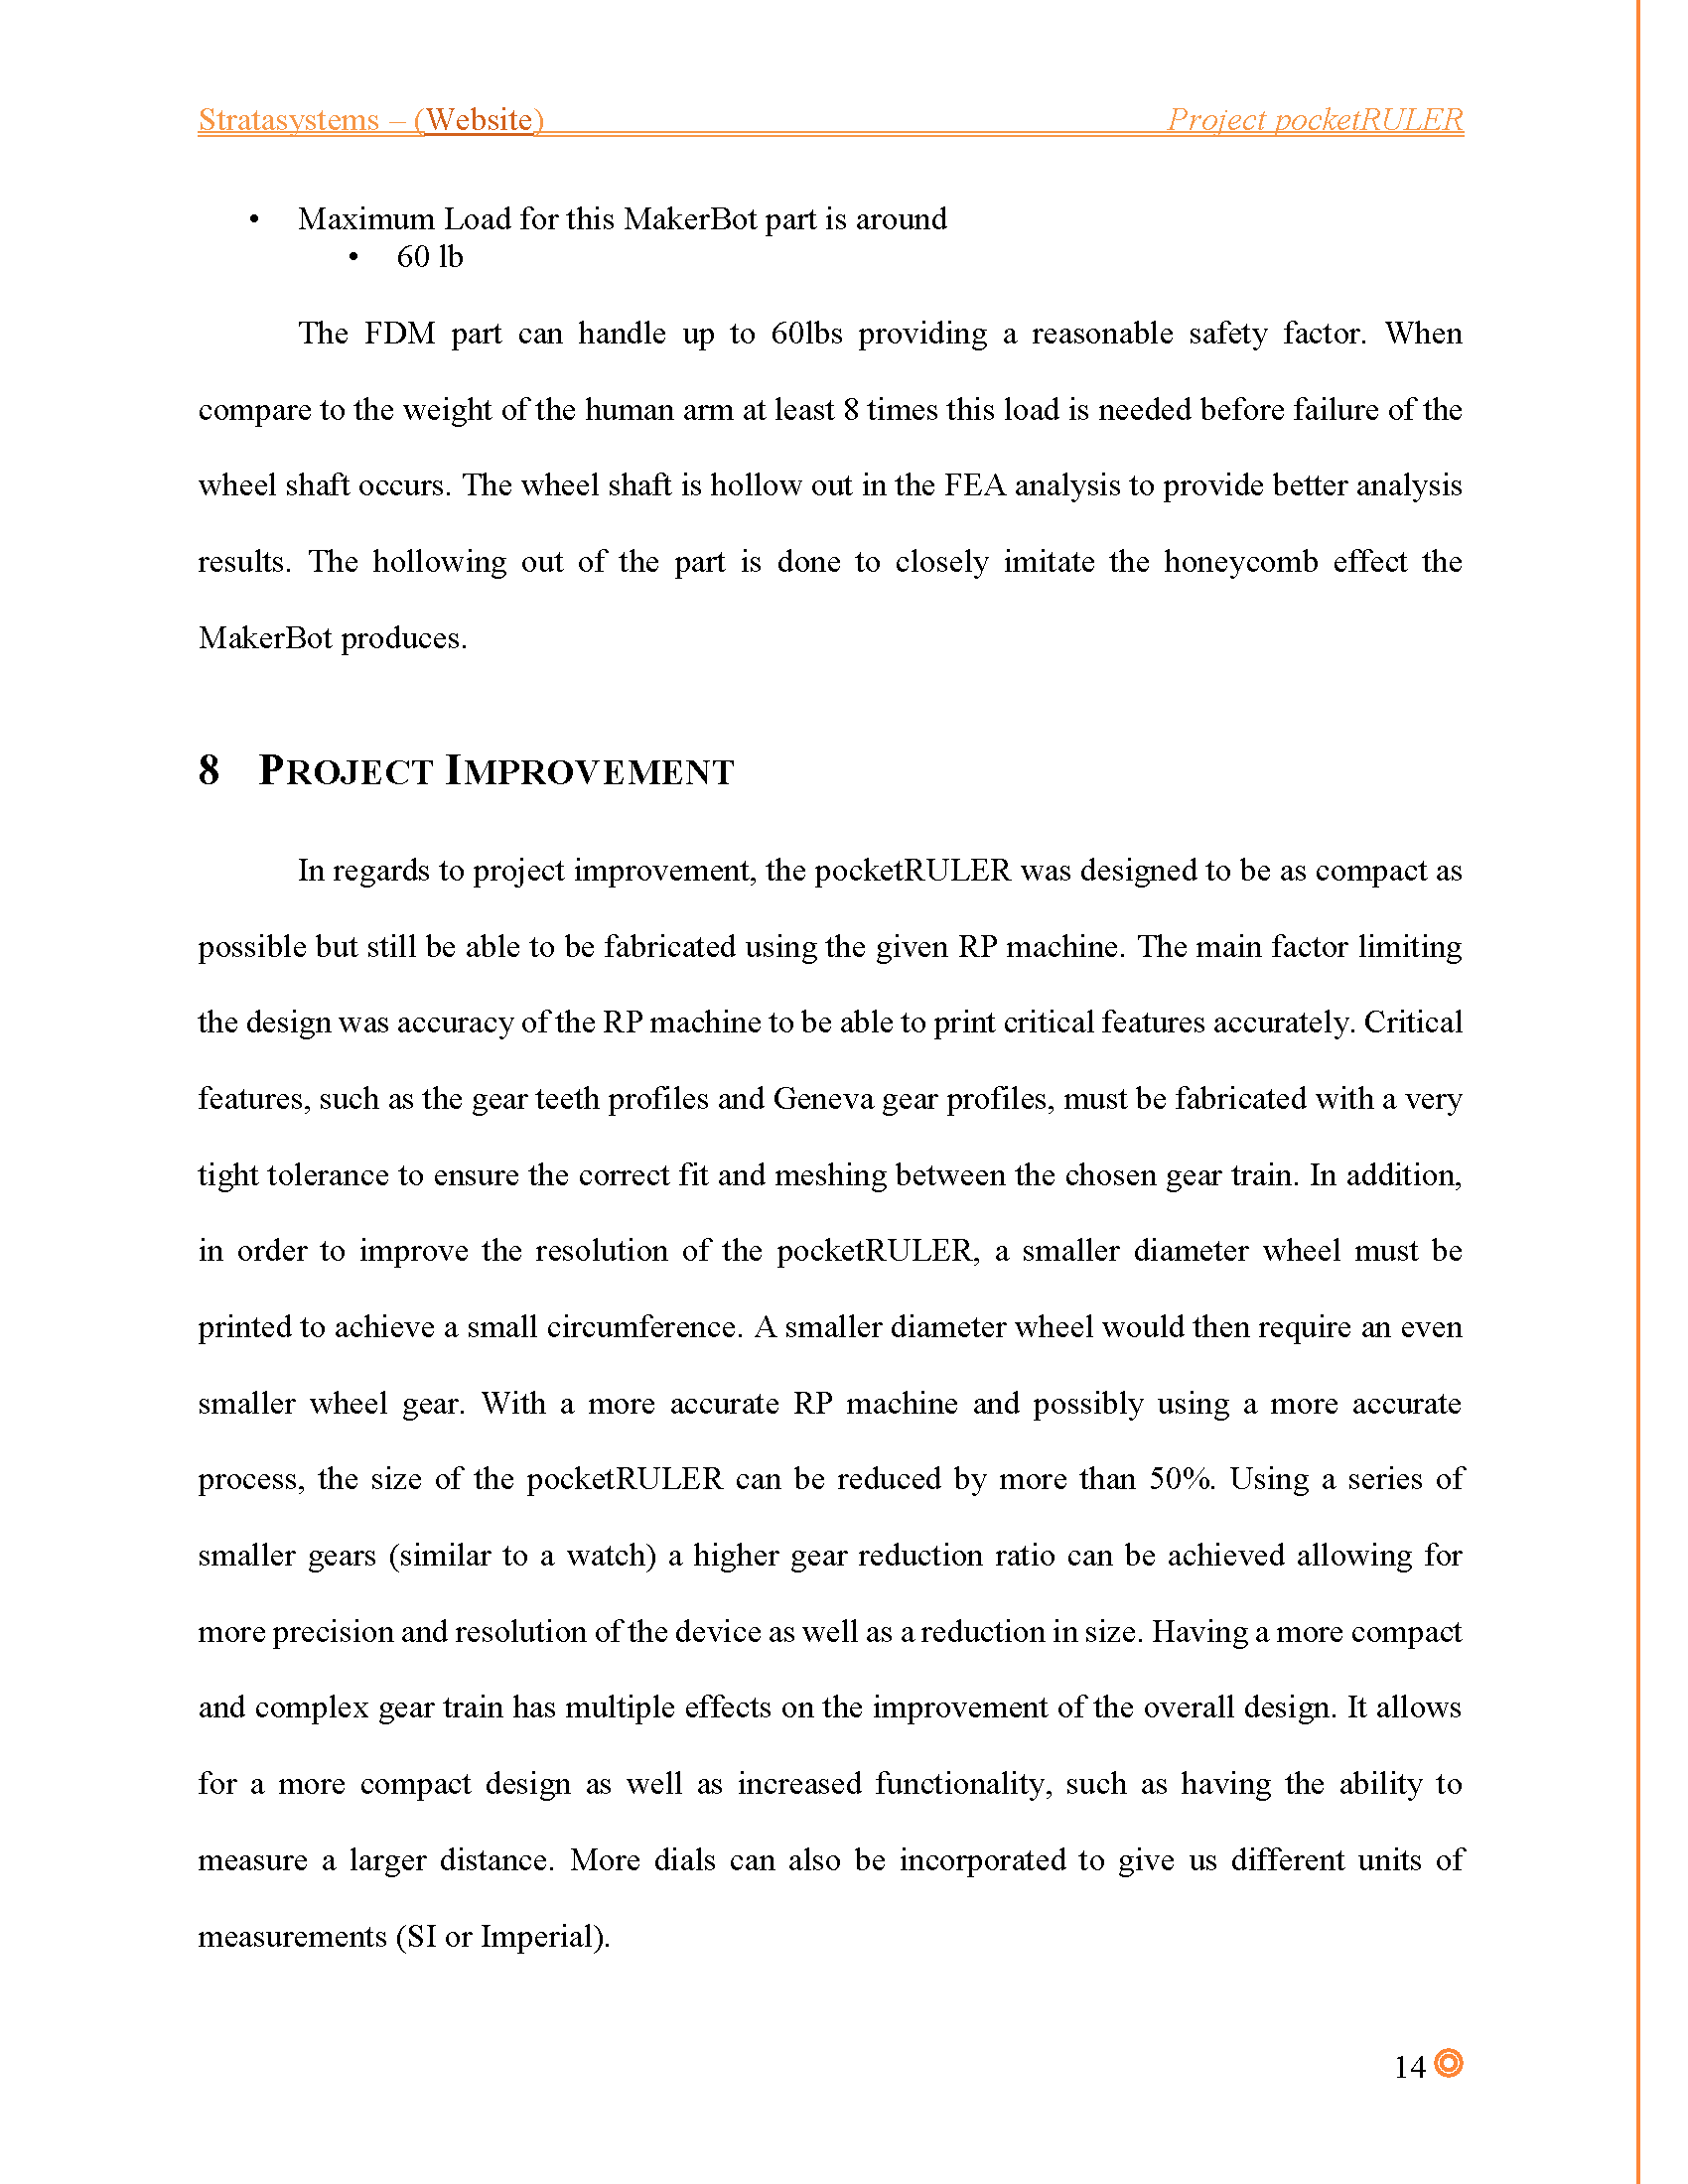 Stratasystems – (Website) Project pocketRULER
• Maximum Load for this MakerBot part is around
• 60 lb
The FDM part can handle up to 60lbs providing a reasonable safety factor. When
compare to the weight of the human arm at least 8 times this load is needed before failure of the
wheel shaft occurs. The wheel shaft is hollow out in the FEA analysis to provide better analysis
results. The hollowing out of the part is done to closely imitate the honeycomb effect the
MakerBot produces.
8 PROJECT IMPROVEMENT
In regards to project improvement, the pocketRULER was designed to be as compact as
possible but still be able to be fabricated using the given RP machine. The main factor limiting
the design was accuracy of the RP machine to be able to print critical features accurately. Critical
features, such as the gear teeth profiles and Geneva gear profiles, must be fabricated with a very
tight tolerance to ensure the correct fit and meshing between the chosen gear train. In addition,
in order to improve the resolution of the pocketRULER, a smaller diameter wheel must be
printed to achieve a small circumference. A smaller diameter wheel would then require an even
smaller wheel gear. With a more accurate RP machine and possibly using a more accurate
process, the size of the pocketRULER can be reduced by more than 50%. Using a series of
smaller gears (similar to a watch) a higher gear reduction ratio can be achieved allowing for
more precision and resolution of the device as well as a reduction in size. Having a more compact
and complex gear train has multiple effects on the improvement of the overall design. It allows
for a more compact design as well as increased functionality, such as having the ability to
measure a larger distance. More dials can also be incorporated to give us different units of
measurements (SI or Imperial).
14